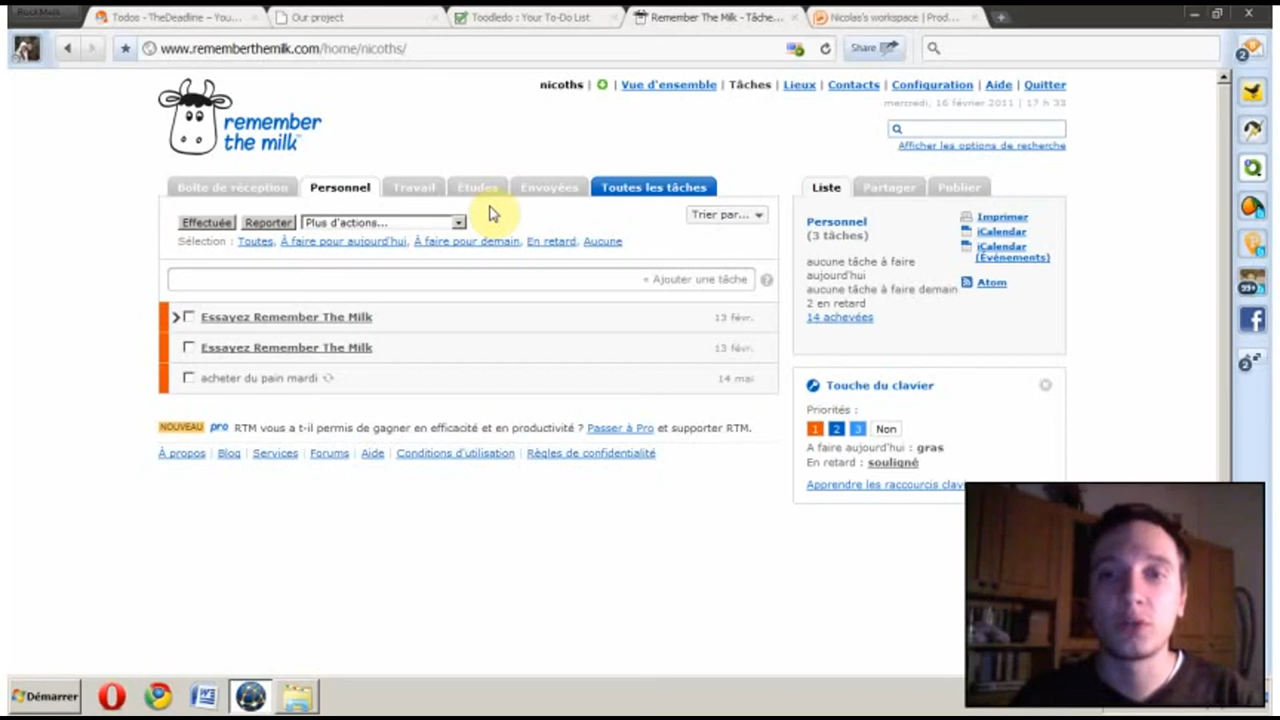 Todos - TheDeadline – You...
Our project
Toodledo : Your To-Do List
Remember The Milk - Tâche...
Nicolas's workspace | Prod...
www.rememberthemilk.com/home/nicoths/
Share
2
nicoths | Vue d'ensemble | Tâches | Lieux | Contacts | Configuration | Aide | Quitter
mercredi, 16 février 2011 | 17 h 33
remember
the milk
Afficher les options de recherche
Boîte de réception
Personnel
Travail
Études
Envoyées
Toutes les tâches
Liste
Partager
Publier
Effectuée
Reporter
Plus d'actions...
Trier par...
Sélection : Toutes, À faire pour aujourd'hui, À faire pour demain, En retard, Aucune
« Ajouter une tâche
Essayez Remember The Milk
13 févr.
Essayez Remember The Milk
13 févr.
acheter du pain mardi
14 mai
Personnel
(3 tâches)
aucune tâche à faire
aujourd'hui
aucune tâche à faire demain
2 en retard
14 achevées
Imprimer
iCalendar
iCalendar
(Événements)
Atom
NOUVEAU pro RTM vous a t-il permis de gagner en efficacité et en productivité ? Passer à Pro et supporter RTM.
À propos | Blog | Services | Forums | Aide | Conditions d'utilisation | Règles de confidentialité
Touche du clavier
Priorités :
1 2 3 Non
A faire aujourd'hui : gras
En retard : souligné
Apprendre les raccourcis clav
99+
2
Démarrer